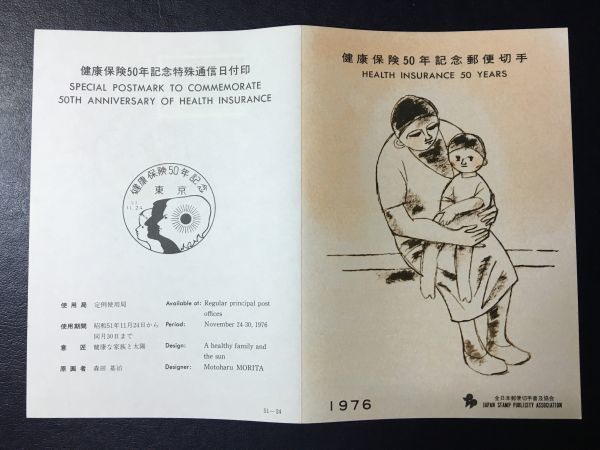 健康保険50年記念特殊通信日付印
SPECIAL POSTMARK TO COMMEMORATE
50TH ANNIVERSARY OF HEALTH INSURANCE
健康保険50年記念
東京
51.
11.24
使用局 定例使用局 Available at: Regular principal post
offices
使用期間 昭和51年11月24日から Period: November 24-30, 1976
同月30日まで
意匠 健康な家族と太陽 Design: A healthy family and
the sun
原画者 森田基治 Designer: Motoharu MORITA
51-24
健康保険50年記念郵便切手
HEALTH INSURANCE 50 YEARS
1976
全日本郵便切手普及協会
JAPAN STAMP PUBLICITY ASSOCIATION